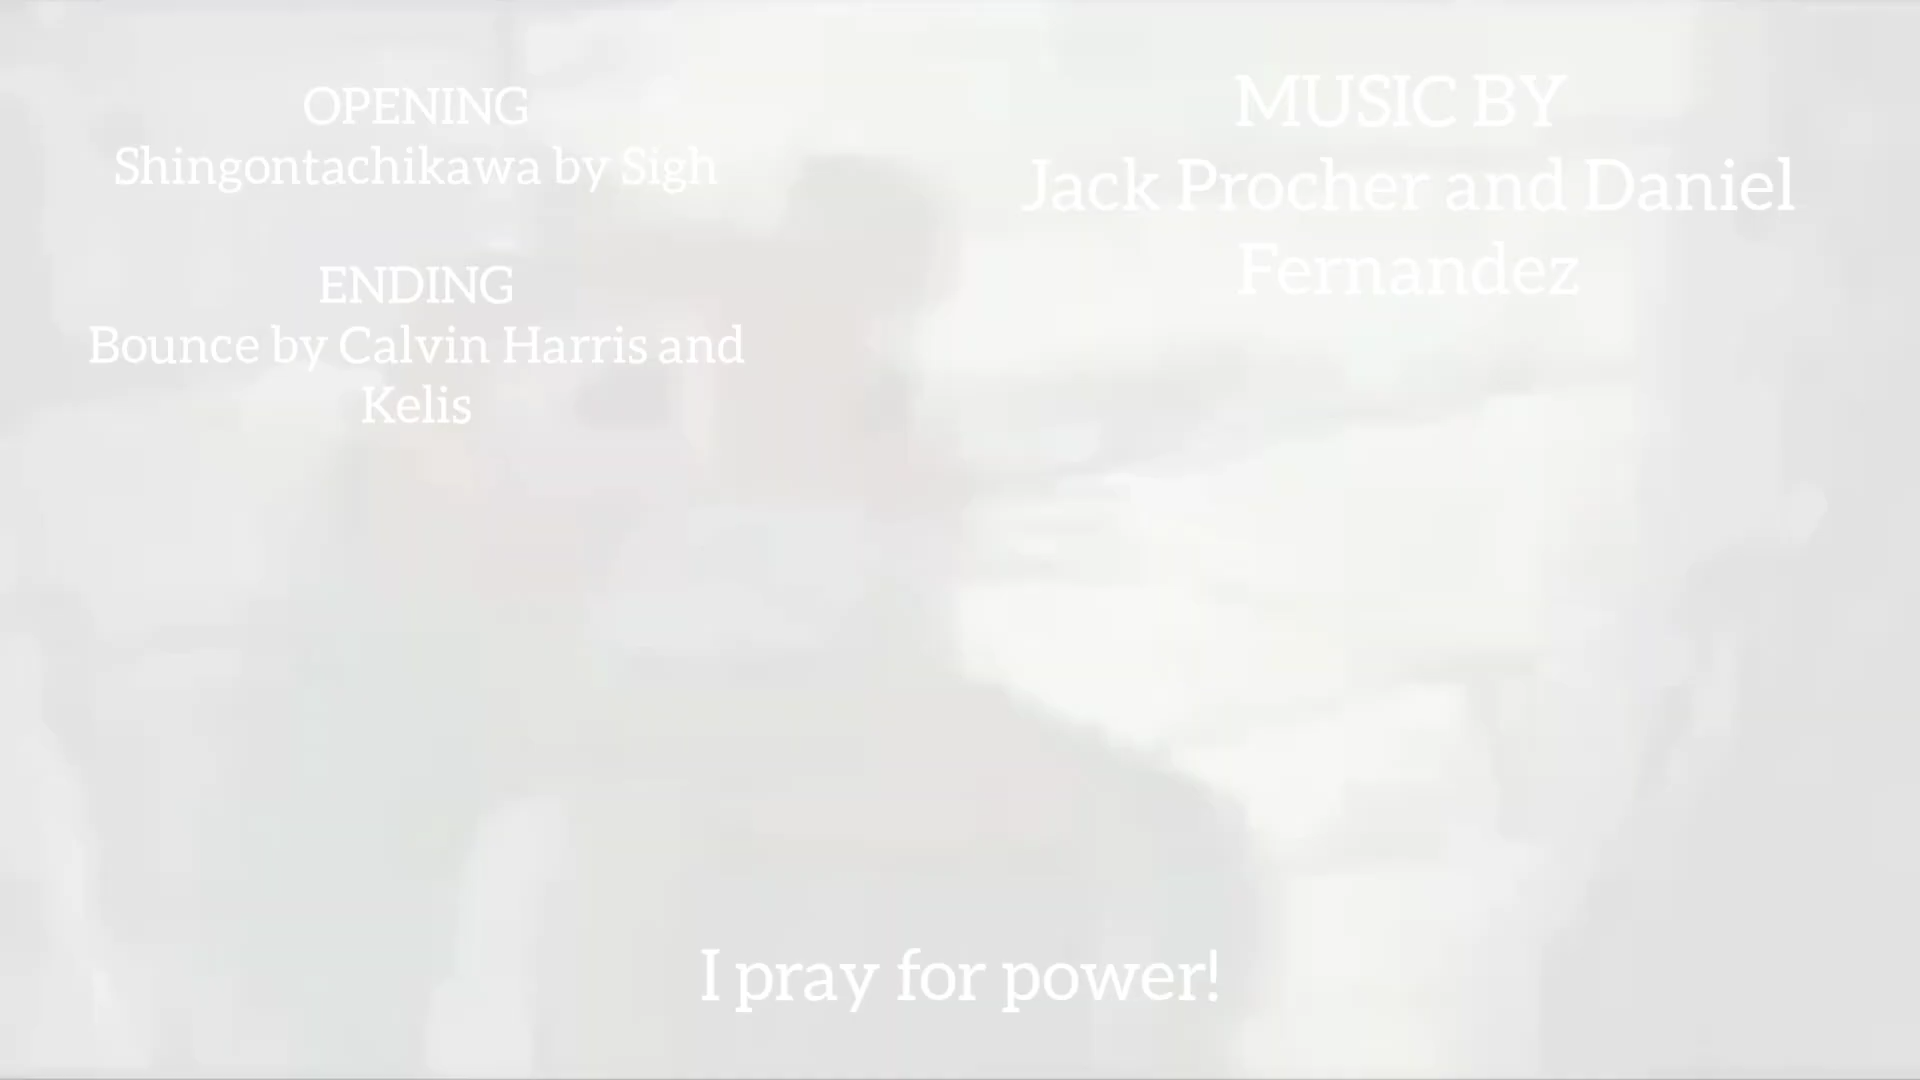 OPENING
Shingontachikawa by Sigh
ENDING
Bounce by Calvin Harris and
Kelis
MUSIC BY
Jack Procher and Daniel
Fernandez
I pray for power!